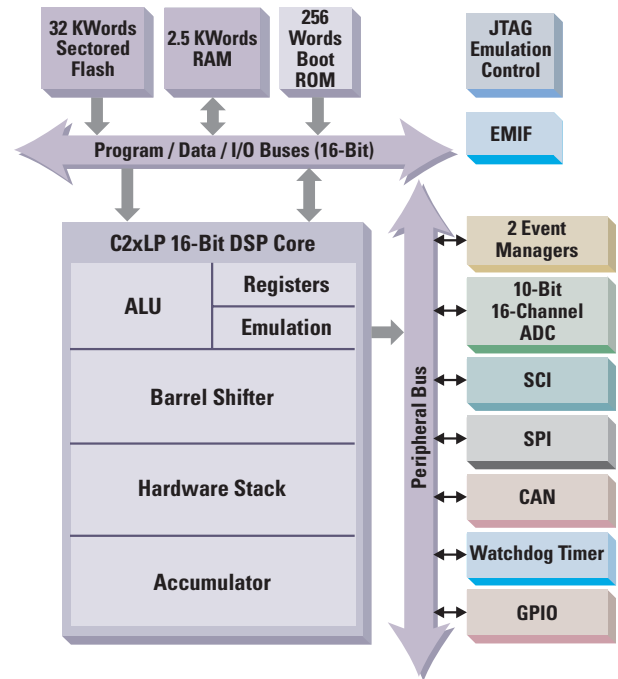 32 KWords
Sectored
Flash
2.5 KWords
RAM
256
Words
Boot
ROM
JTAG
Emulation
Control
EMIF
Program / Data / I/O Buses (16-Bit)
C2xLP 16-Bit DSP Core
ALU
Registers
Emulation
Barrel Shifter
Hardware Stack
Accumulator
Peripheral Bus
2 Event
Managers
10-Bit
16-Channel
ADC
SCI
SPI
CAN
Watchdog Timer
GPIO